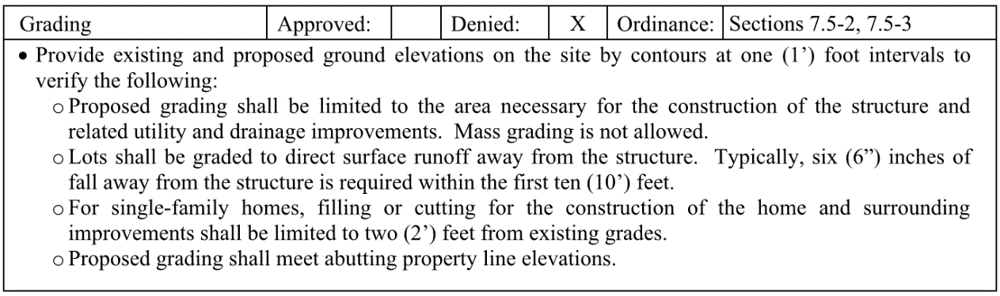 Grading Approved: Denied: X Ordinance: Sections 7.5-2, 7.5-3
• Provide existing and proposed ground elevations on the site by contours at one (1’) foot intervals to
verify the following:
o Proposed grading shall be limited to the area necessary for the construction of the structure and
related utility and drainage improvements. Mass grading is not allowed.
o Lots shall be graded to direct surface runoff away from the structure. Typically, six (6”) inches of
fall away from the structure is required within the first ten (10’) feet.
o For single-family homes, filling or cutting for the construction of the home and surrounding
improvements shall be limited to two (2’) feet from existing grades.
o Proposed grading shall meet abutting property line elevations.